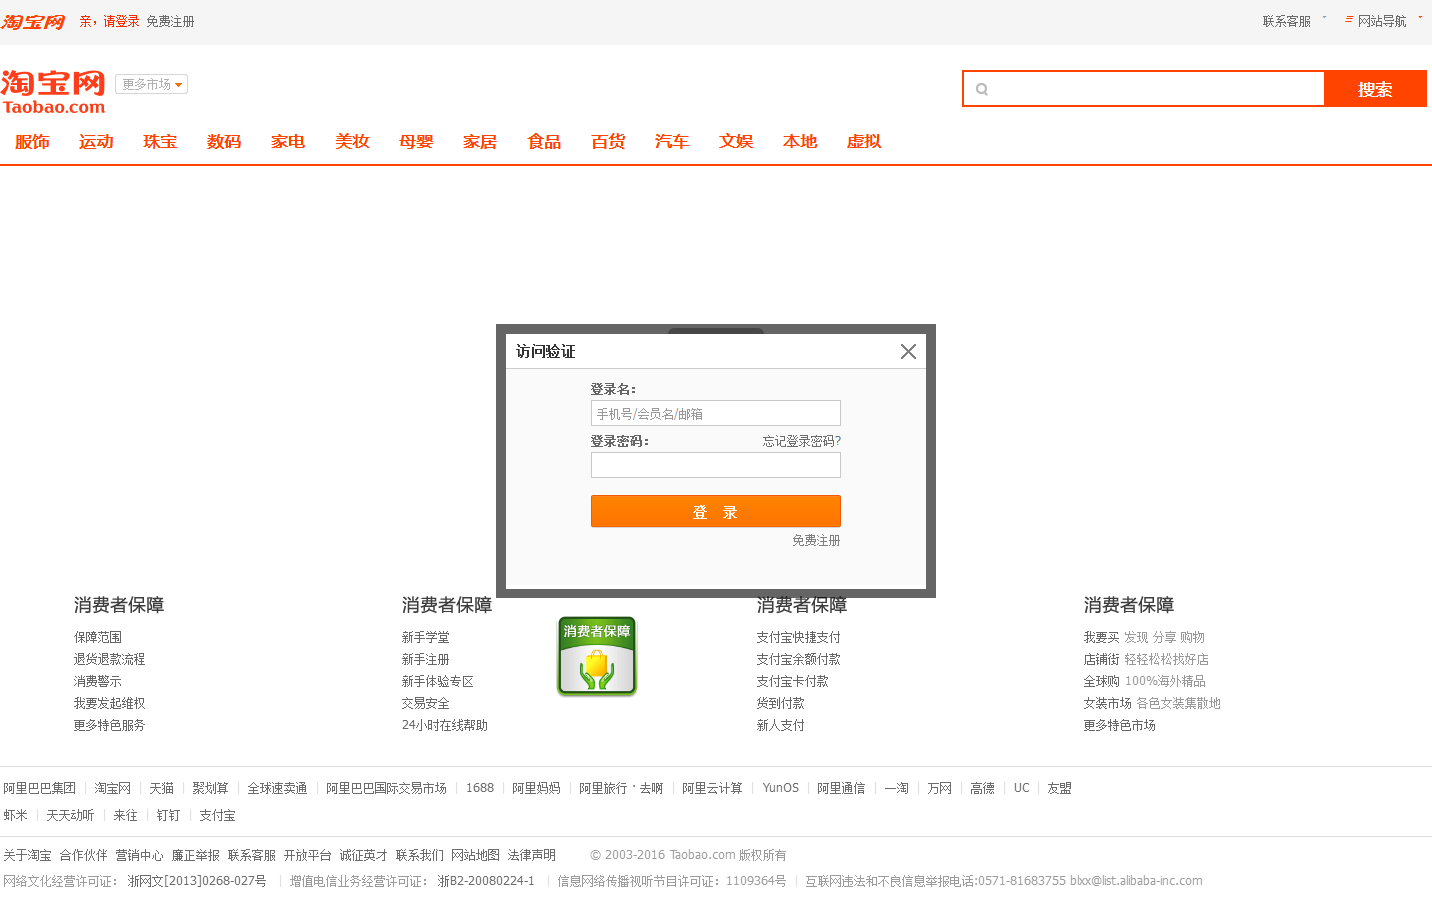 淘宝网 亲，请登录 免费注册 联系客服 网站导航
淘宝网
Taobao.com
更多市场
搜索
服饰 运动 珠宝 数码 家电 美妆 母婴 家居 食品 百货 汽车 文娱 本地 虚拟
访问验证
登录名：
手机号/会员名/邮箱
登录密码： 忘记登录密码?
登 录
免费注册
消费者保障
保障范围
退货退款流程
消费警示
我要发起维权
更多特色服务
消费者保障
新手学堂
新手注册
新手体验专区
交易安全
24小时在线帮助
消费者保障
消费者保障
支付宝快捷支付
支付宝余额付款
支付宝卡付款
货到付款
新人支付
消费者保障
我要买 发现 分享 购物
店铺街 轻轻松松找好店
全球购 100%海外精品
女装市场 各色女装集散地
更多特色市场
阿里巴巴集团 | 淘宝网 | 天猫 | 聚划算 | 全球速卖通 | 阿里巴巴国际交易市场 | 1688 | 阿里妈妈 | 阿里旅行·去啊 | 阿里云计算 | YunOS | 阿里通信 | 一淘 | 万网 | 高德 | UC | 友盟
虾米 | 天天动听 | 来往 | 钉钉 | 支付宝
关于淘宝 合作伙伴 营销中心 廉正举报 联系客服 开放平台 诚征英才 联系我们 网站地图 法律声明 © 2003-2016 Taobao.com 版权所有
网络文化经营许可证： 浙网文[2013]0268-027号 | 增值电信业务经营许可证： 浙B2-20080224-1 | 信息网络传播视听节目许可证：1109364号 | 互联网违法和不良信息举报电话:0571-81683755 blxx@list.alibaba-inc.com